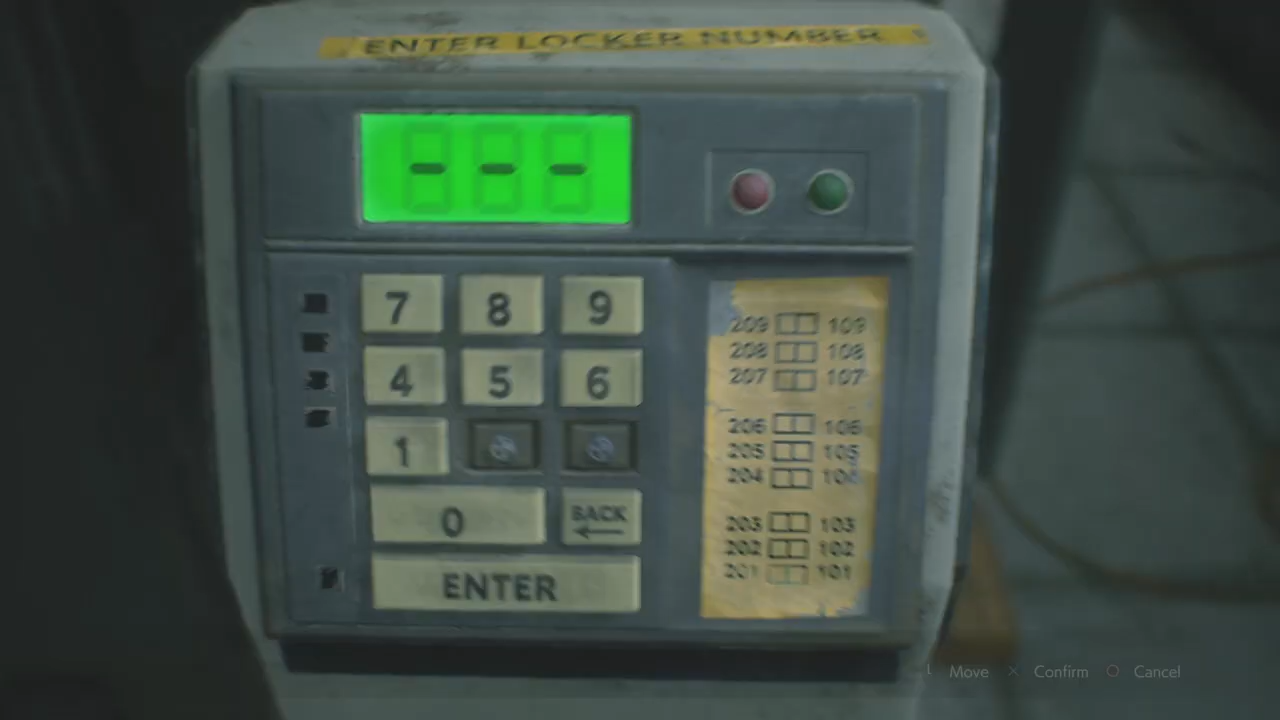 ENTER LOCKER NUMBER
7 8 9
4 5 6
1
0 BACK
ENTER
209 109
208 108
207 107
206 106
205 105
204 104
203 103
202 102
201 101
L Move × Confirm ○ Cancel